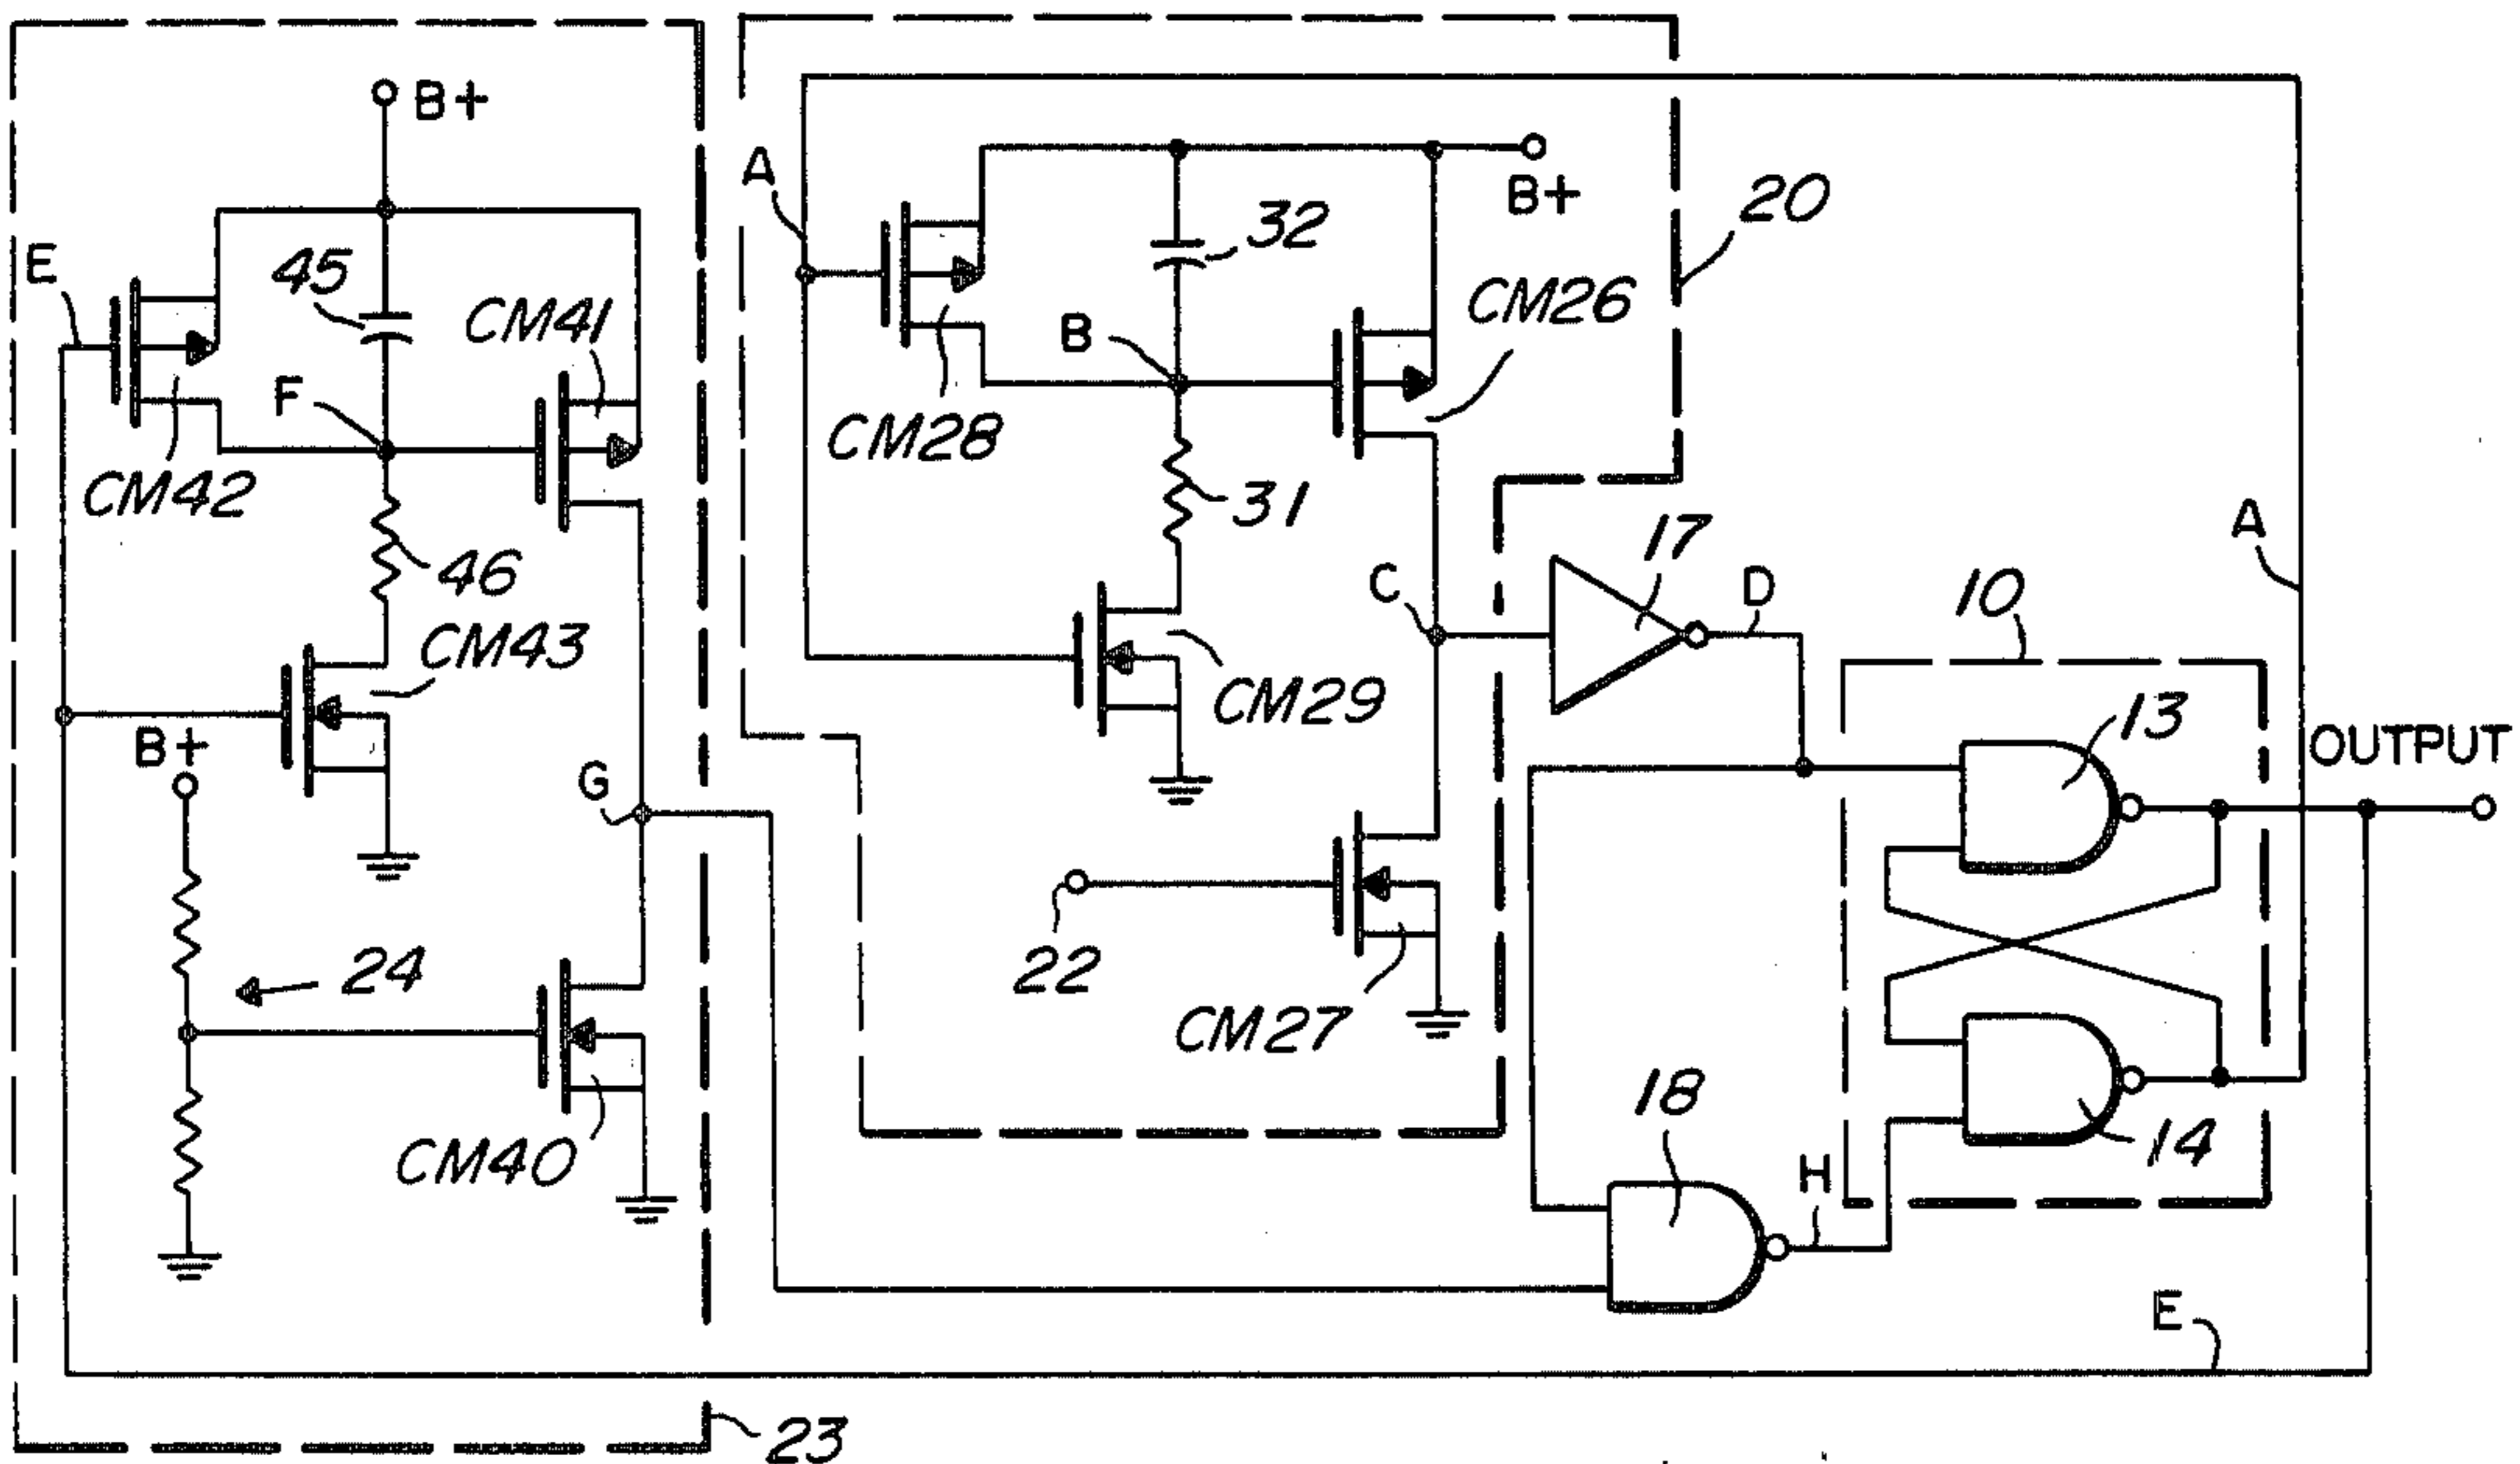 B+
E
45
CM41
F
CM42
46
CM43
B+
G
24
CM40
23
A
B+
20
32
CM26
B
CM28
31
C
17
D
A
10
CM29
13
OUTPUT
22
CM27
18
H
14
E